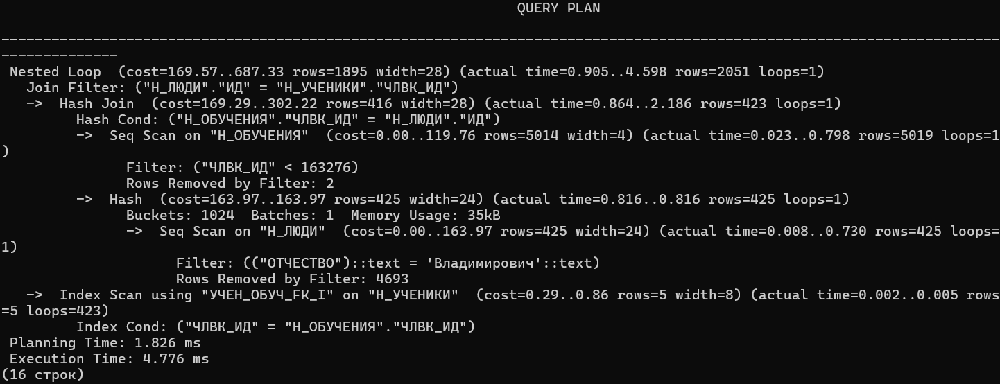 QUERY PLAN
------------------------------------------------------------------------------------------------------------------------
--------------
Nested Loop  (cost=169.57..687.33 rows=1895 width=28) (actual time=0.905..4.598 rows=2051 loops=1)
Join Filter: ("Н_ЛЮДИ"."ИД" = "Н_УЧЕНИКИ"."ЧЛВК_ИД")
->  Hash Join  (cost=169.29..302.22 rows=416 width=28) (actual time=0.864..2.186 rows=423 loops=1)
Hash Cond: ("Н_ОБУЧЕНИЯ"."ЧЛВК_ИД" = "Н_ЛЮДИ"."ИД")
->  Seq Scan on "Н_ОБУЧЕНИЯ"  (cost=0.00..119.76 rows=5014 width=4) (actual time=0.023..0.798 rows=5019 loops=1
)
Filter: ("ЧЛВК_ИД" < 163276)
Rows Removed by Filter: 2
->  Hash  (cost=163.97..163.97 rows=425 width=24) (actual time=0.816..0.816 rows=425 loops=1)
Buckets: 1024  Batches: 1  Memory Usage: 35kB
->  Seq Scan on "Н_ЛЮДИ"  (cost=0.00..163.97 rows=425 width=24) (actual time=0.008..0.730 rows=425 loops=
1)
Filter: (("ОТЧЕСТВО")::text = 'Владимирович'::text)
Rows Removed by Filter: 4693
->  Index Scan using "УЧЕН_ОБУЧ_FK_I" on "Н_УЧЕНИКИ"  (cost=0.29..0.86 rows=5 width=8) (actual time=0.002..0.005 rows
=5 loops=423)
Index Cond: ("ЧЛВК_ИД" = "Н_ОБУЧЕНИЯ"."ЧЛВК_ИД")
Planning Time: 1.826 ms
Execution Time: 4.776 ms
(16 строк)